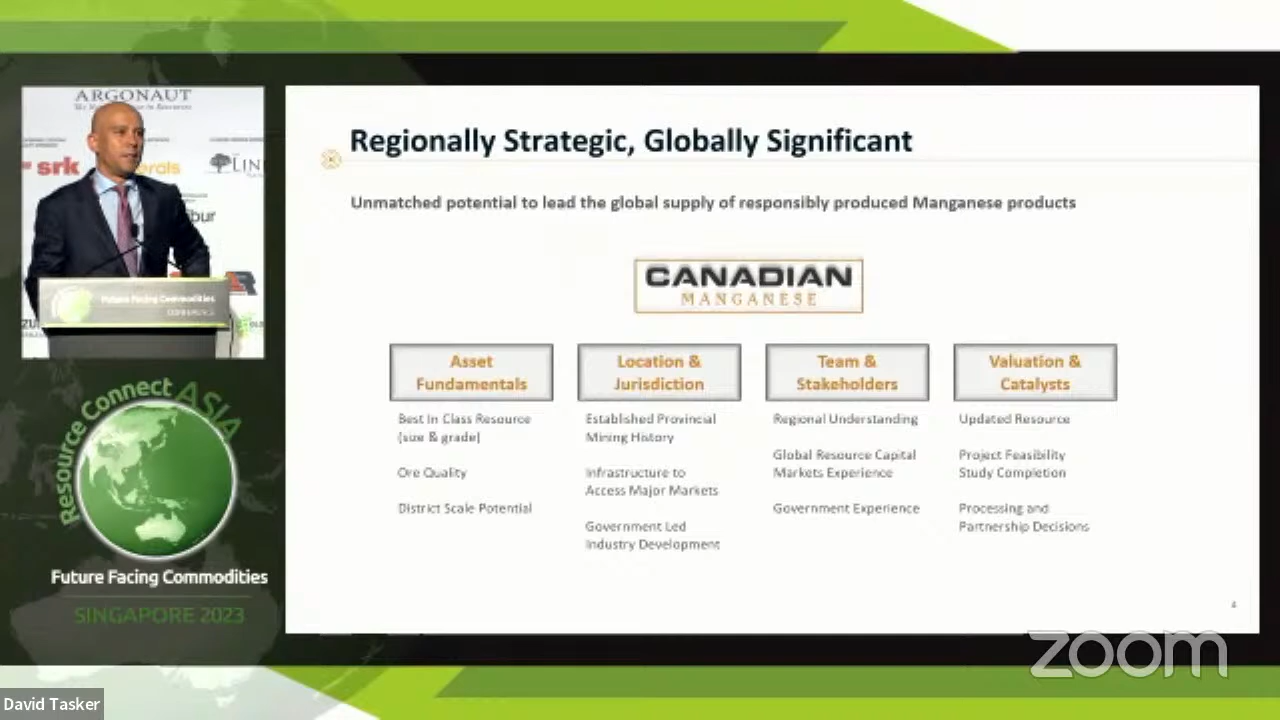 ARGONAUT
srk
erals
LIN
bur
Future Facing Commodities
CONFERENCE
Resource Connect ASIA
Future Facing Commodities
SINGAPORE 2023
Regionally Strategic, Globally Significant
Unmatched potential to lead the global supply of responsibly produced Manganese products
CANADIAN
MANGANESE
Asset
Fundamentals
Best In Class Resource
(size & grade)
Ore Quality
District Scale Potential
Location &
Jurisdiction
Established Provincial
Mining History
Infrastructure to
Access Major Markets
Government Led
Industry Development
Team &
Stakeholders
Regional Understanding
Global Resource Capital
Markets Experience
Government Experience
Valuation &
Catalysts
Updated Resource
Project Feasibility
Study Completion
Processing and
Partnership Decisions
4
zoom
David Tasker